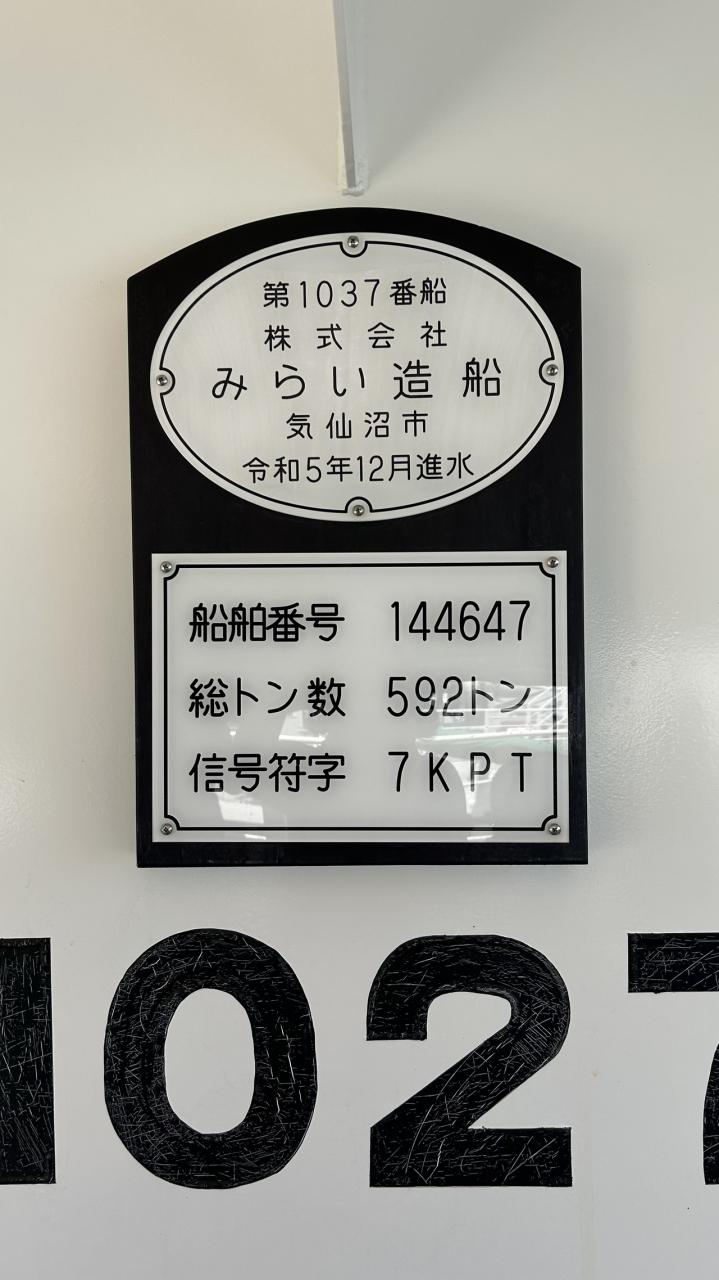 第1037番船
株式会社
みらい造船
気仙沼市
令和5年12月進水
船舶番号 144647
総トン数 592トン
信号符字 7KPT
1027